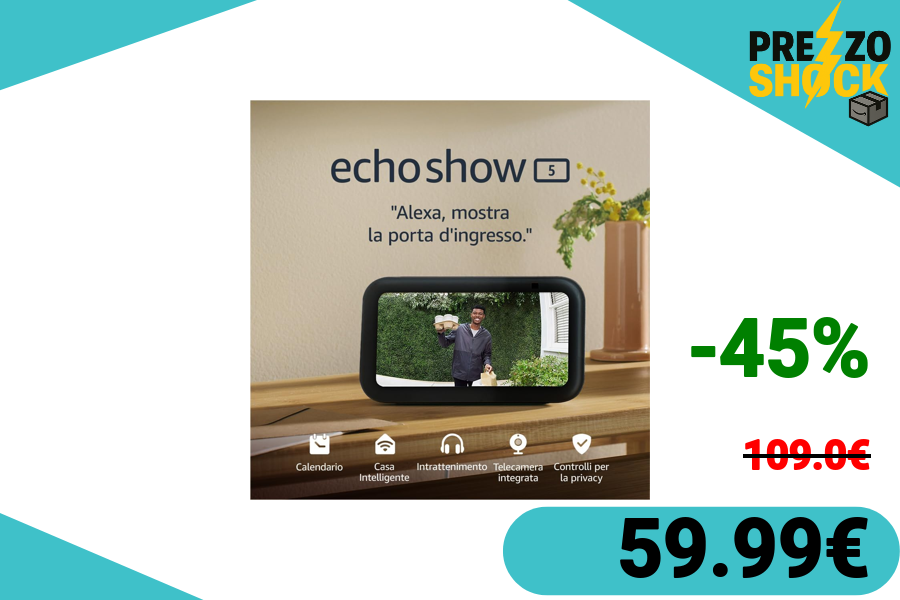 PREZZO
SHOCK
echo show 5
"Alexa, mostra
la porta d'ingresso."
-45%
109.0€
Calendario
Casa
Intelligente
Intrattenimento
Telecamera
integrata
Controlli per
la privacy
59.99€